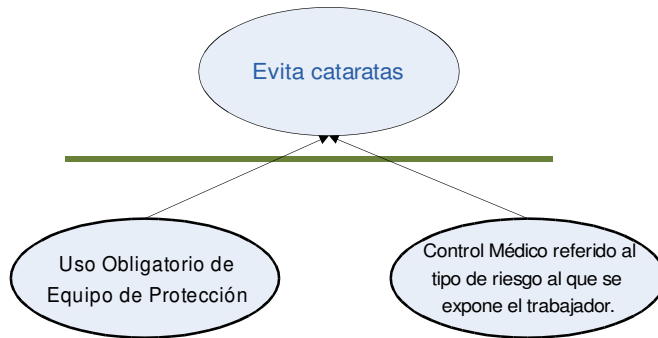 Evita cataratas
Uso Obligatorio de
Equipo de Protección
Control Médico referido al
tipo de riesgo al que se
expone el trabajador.